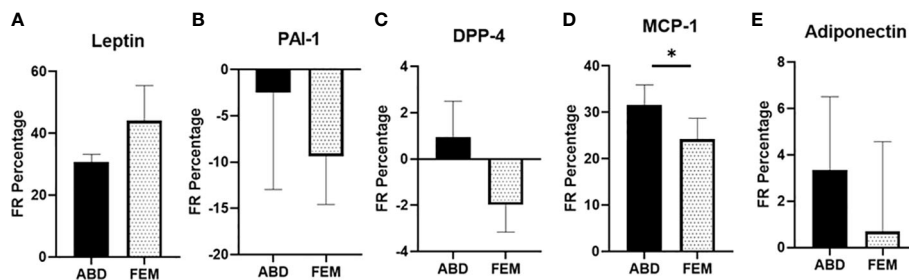 A
Leptin
FR Percentage
60
40
20
0
ABD FEM
B
PAI-1
FR Percentage
0
-5
-10
-15
-20
ABD FEM
C
DPP-4
FR Percentage
4
2
0
-2
-4
ABD FEM
D
MCP-1
*
FR Percentage
40
30
20
10
0
ABD FEM
E
Adiponectin
FR Percentage
8
6
4
2
0
ABD FEM